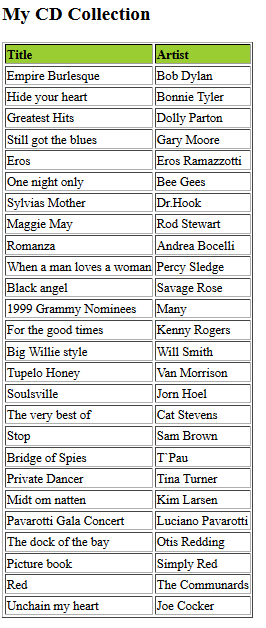 My CD Collection
Title Artist
Empire Burlesque Bob Dylan
Hide your heart Bonnie Tyler
Greatest Hits Dolly Parton
Still got the blues Gary Moore
Eros Eros Ramazzotti
One night only Bee Gees
Sylvias Mother Dr.Hook
Maggie May Rod Stewart
Romanza Andrea Bocelli
When a man loves a woman Percy Sledge
Black angel Savage Rose
1999 Grammy Nominees Many
For the good times Kenny Rogers
Big Willie style Will Smith
Tupelo Honey Van Morrison
Soulsville Jorn Hoel
The very best of Cat Stevens
Stop Sam Brown
Bridge of Spies T`Pau
Private Dancer Tina Turner
Midt om natten Kim Larsen
Pavarotti Gala Concert Luciano Pavarotti
The dock of the bay Otis Redding
Picture book Simply Red
Red The Communards
Unchain my heart Joe Cocker